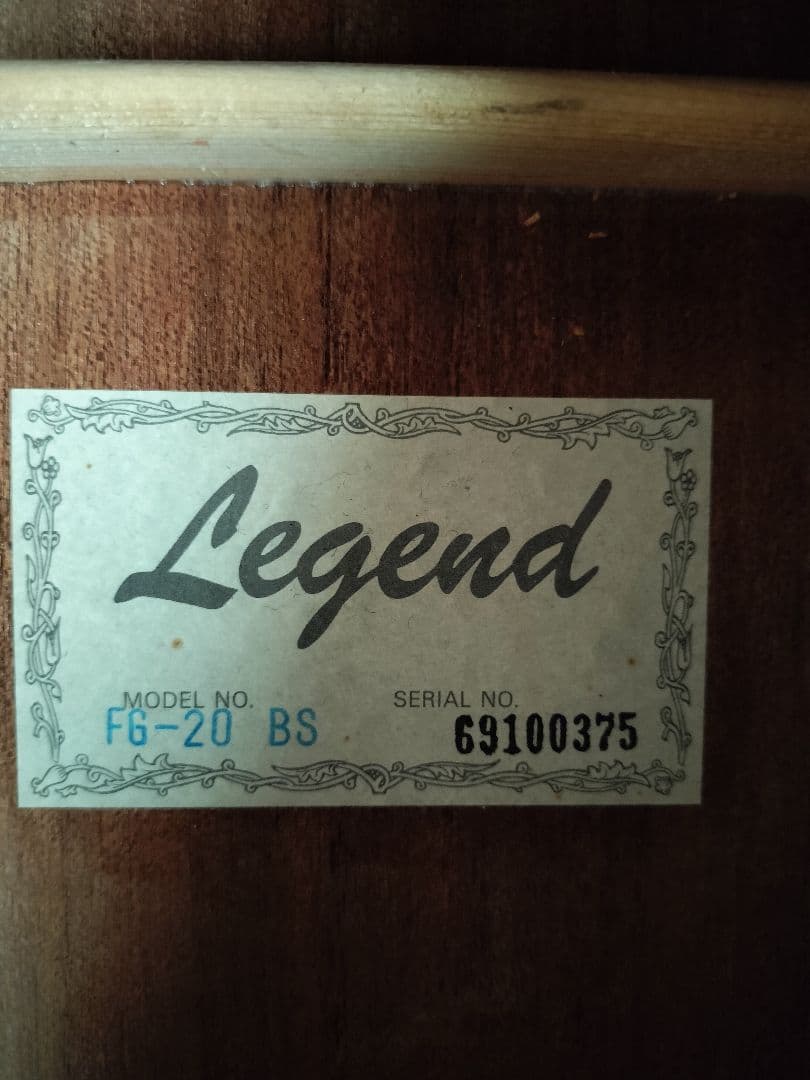 Legend
MODEL NO. SERIAL NO.
FG-20 BS 69100375